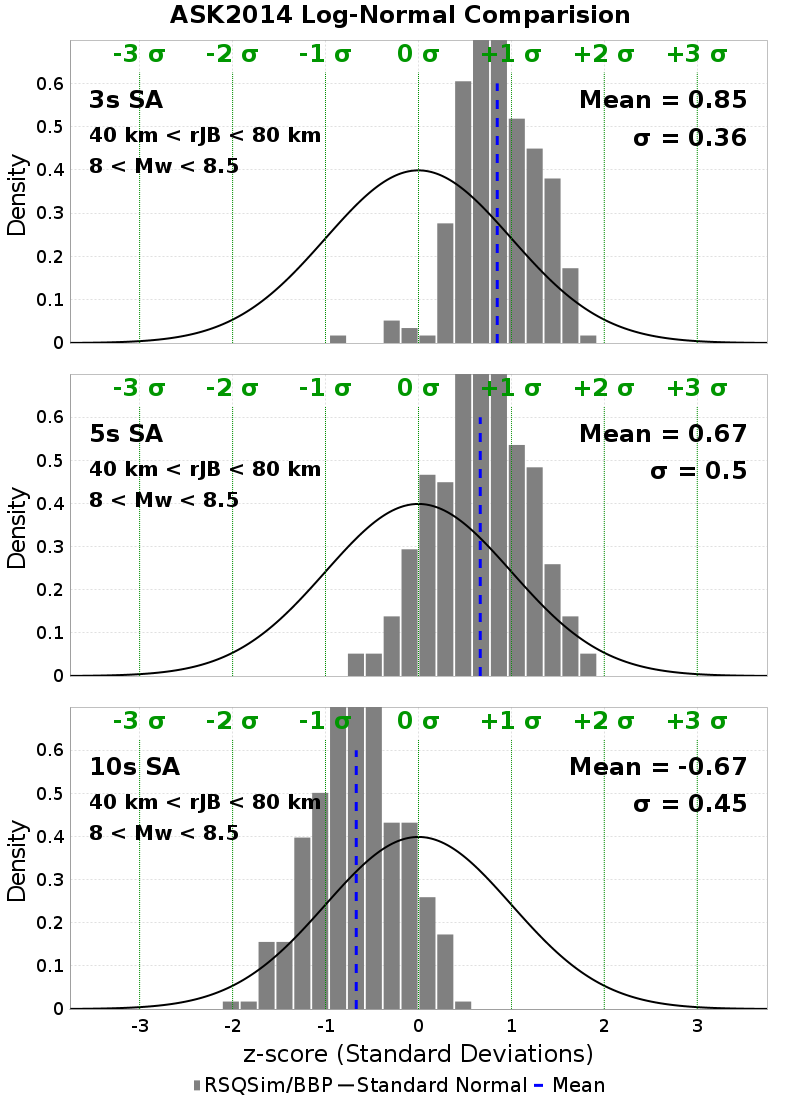 ASK2014 Log-Normal Comparision
-3 σ -2 σ -1 σ 0 σ +1 σ +2 σ +3 σ
3s SA
Mean = 0.85
40 km < rJB < 80 km
σ = 0.36
8 < Mw < 8.5
Density
0.6
0.5
0.4
0.3
0.2
0.1
0
-3 σ -2 σ -1 σ 0 σ +1 σ +2 σ +3 σ
5s SA
Mean = 0.67
40 km < rJB < 80 km
σ = 0.5
8 < Mw < 8.5
Density
0.6
0.5
0.4
0.3
0.2
0.1
0
-3 σ -2 σ -1 σ 0 σ +1 σ +2 σ +3 σ
10s SA
Mean = -0.67
40 km < rJB < 80 km
σ = 0.45
8 < Mw < 8.5
Density
0.6
0.5
0.4
0.3
0.2
0.1
0
-3 -2 -1 0 1 2 3
z-score (Standard Deviations)
RSQSim/BBP Standard Normal Mean